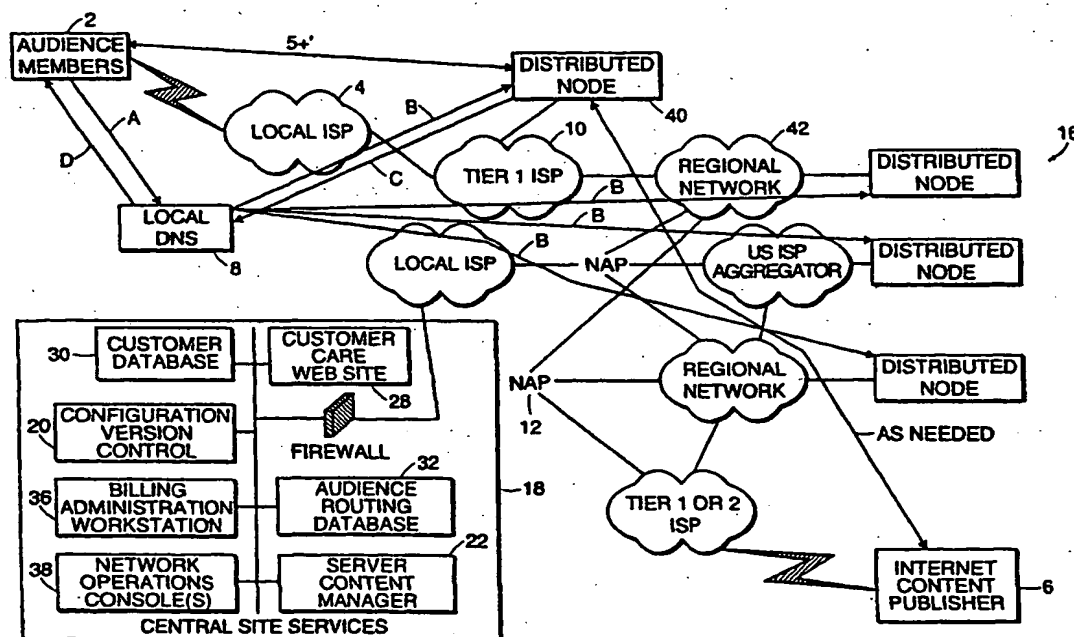 2
AUDIENCE
MEMBERS
5+'
DISTRIBUTED
NODE
40
4
LOCAL ISP
A
D
B
C
10
TIER 1 ISP
42
REGIONAL
NETWORK
DISTRIBUTED
NODE
16
B
B
B
LOCAL
DNS
8
LOCAL ISP
NAP
US ISP
AGGREGATOR
DISTRIBUTED
NODE
30
CUSTOMER
DATABASE
CUSTOMER
CARE
WEB SITE
28
NAP
12
REGIONAL
NETWORK
DISTRIBUTED
NODE
AS NEEDED
20
CONFIGURATION
VERSION
CONTROL
FIREWALL
32
36
BILLING
ADMINISTRATION
WORKSTATION
AUDIENCE
ROUTING
DATABASE
18
TIER 1 OR 2
ISP
22
38
NETWORK
OPERATIONS
CONSOLE(S)
SERVER
CONTENT
MANAGER
INTERNET
CONTENT
PUBLISHER
6
CENTRAL SITE SERVICES